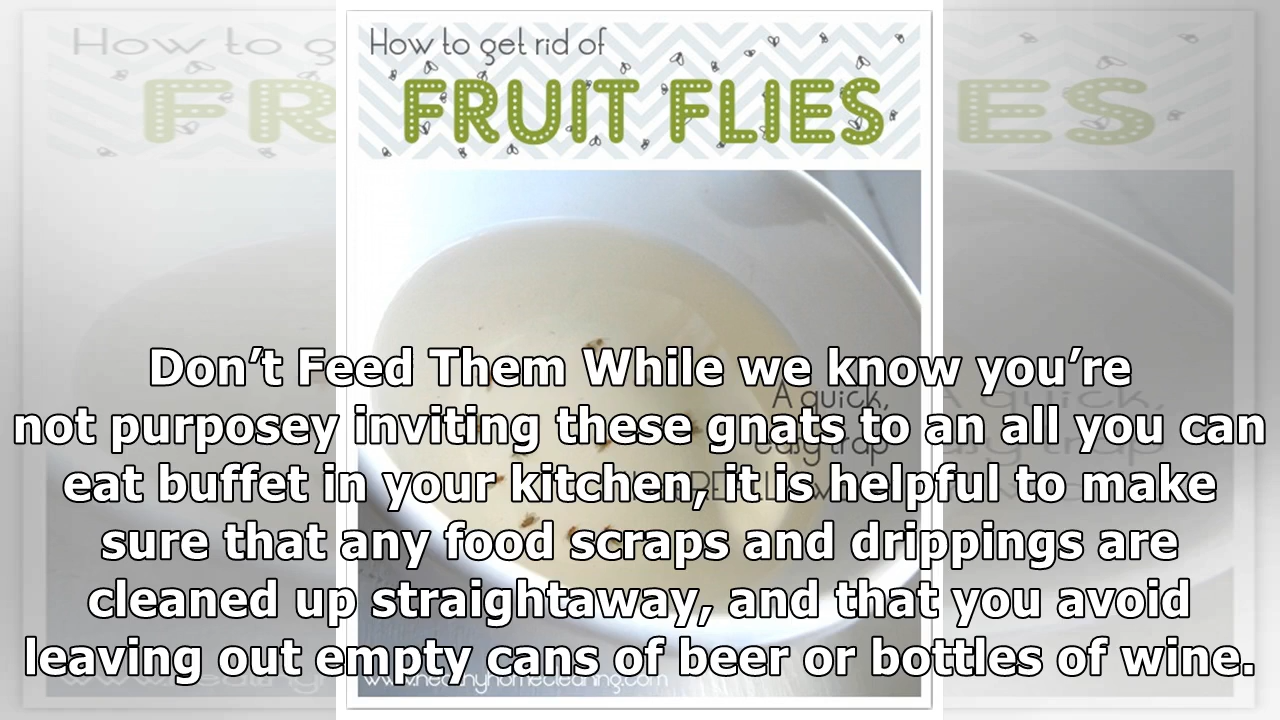 How to get rid of
FRUIT FLIES
Don’t Feed Them While we know you’re
not purposey inviting these gnats to an all you can
eat buffet in your kitchen, it is helpful to make
sure that any food scraps and drippings are
cleaned up straightaway, and that you avoid
leaving out empty cans of beer or bottles of wine.
A quick,
easy trap